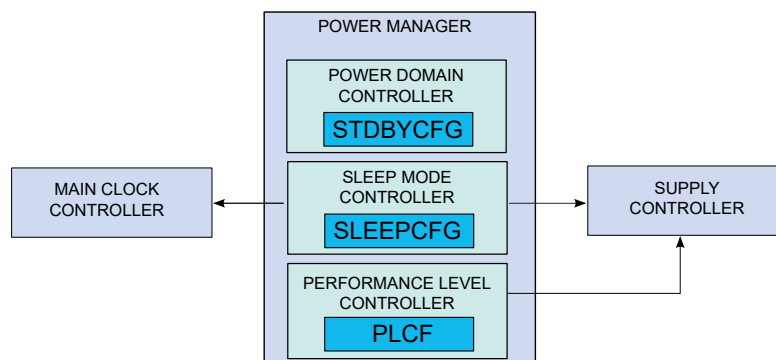 POWER MANAGER
POWER DOMAIN
CONTROLLER
STDBYCFG
MAIN CLOCK
CONTROLLER
SLEEP MODE
CONTROLLER
SLEEPCFG
SUPPLY
CONTROLLER
PERFORMANCE LEVEL
CONTROLLER
PLCF